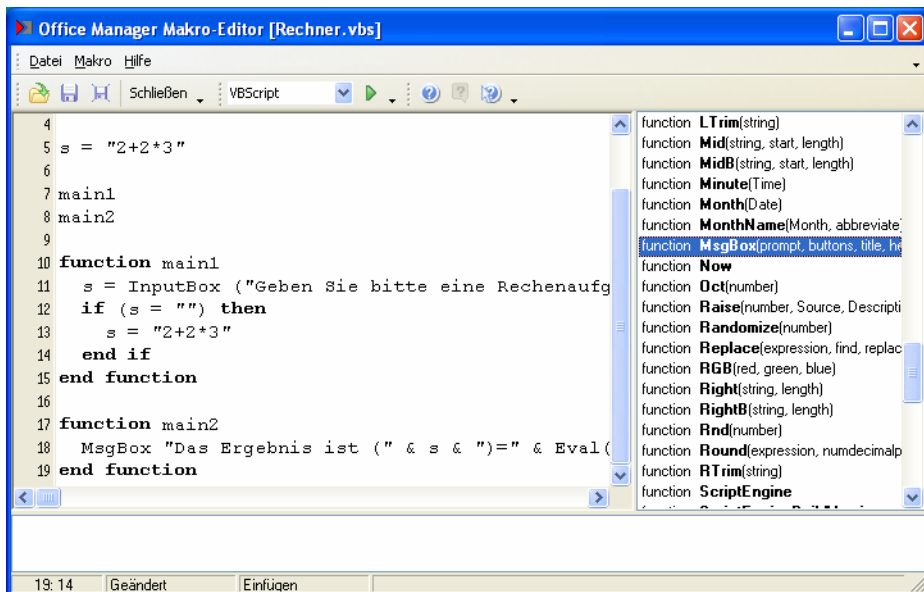 Office Manager Makro-Editor [Rechner.vbs]
Datei Makro Hilfe
Schließen VBScript
4
5 s = "2+2*3"
6
7 main1
8 main2
9
10 function main1
11 s = InputBox ("Geben Sie bitte eine Rechenaufg
12 if (s = "") then
13 s = "2+2*3"
14 end if
15 end function
16
17 function main2
18 MsgBox "Das Ergebnis ist (" & s & ")=" & Eval(
19 end function
function LTrim(string)
function Mid(string, start, length)
function MidB(string, start, length)
function Minute(Time)
function Month(Date)
function MonthName(Month, abbreviate)
function MsgBox(prompt, buttons, title, he
function Now
function Oct(number)
function Raise(number, Source, Descripti
function Randomize(number)
function Replace(expression, find, replac
function RGB(red, green, blue)
function Right(string, length)
function RightB(string, length)
function Rnd(number)
function Round(expression, numdecimalp
function RTrim(string)
function ScriptEngine
19: 14 Geändert Einfügen